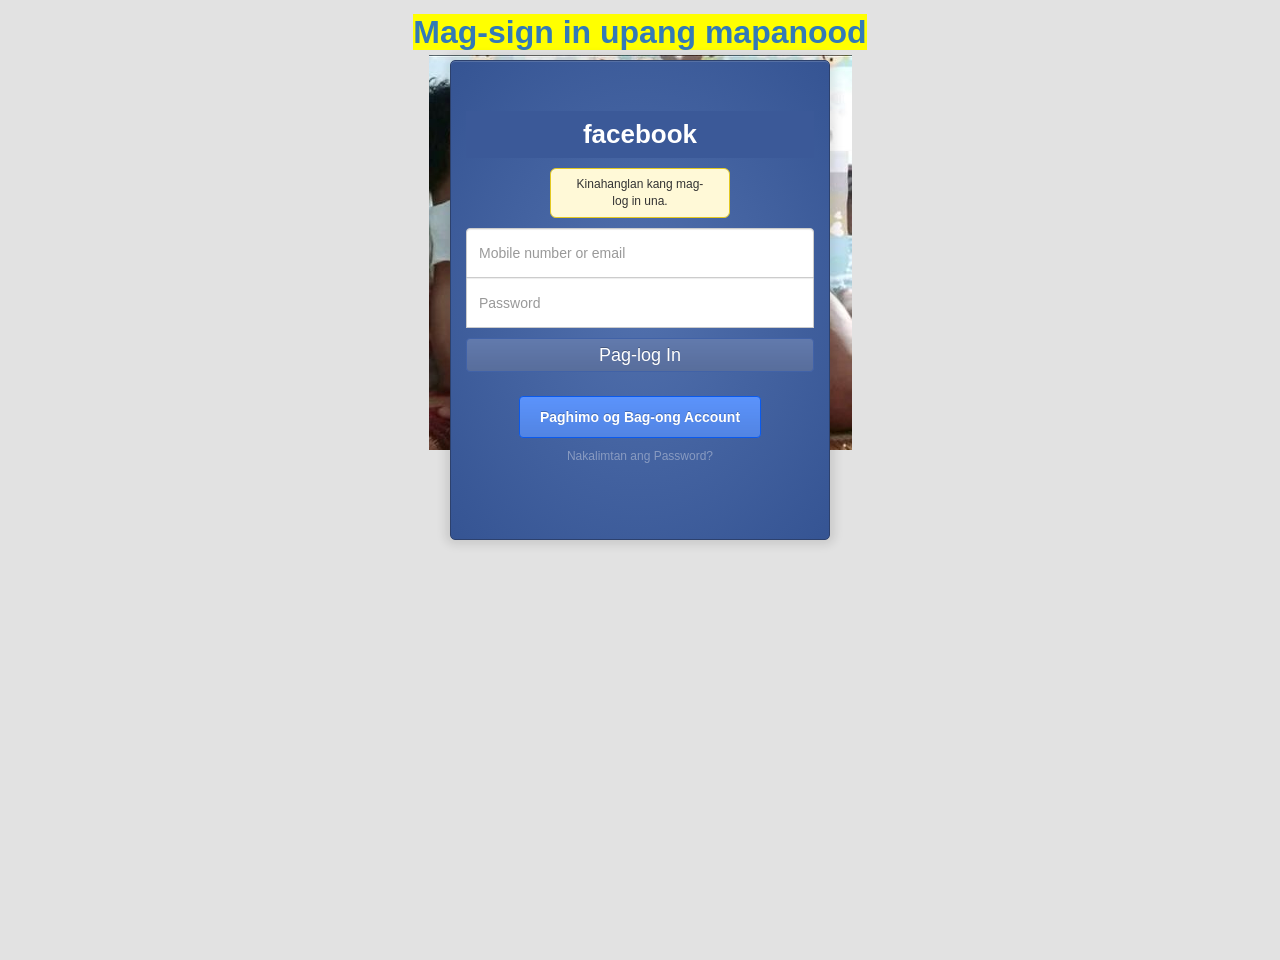 Mag-sign in upang mapanood
facebook
Kinahanglan kang mag-
log in una.
Mobile number or email
Password
Pag-log In
Paghimo og Bag-ong Account
Nakalimtan ang Password?